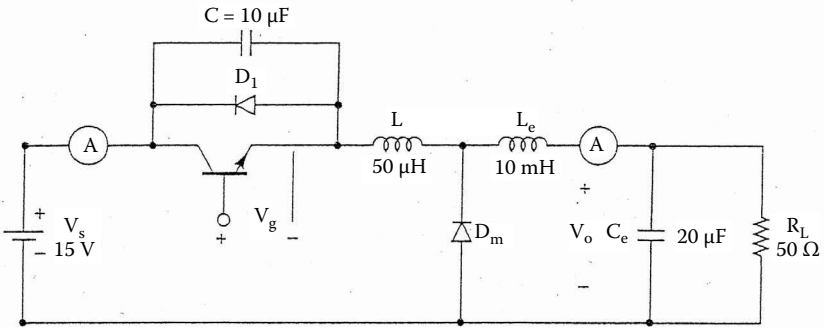 C = 10 µF
D1
L
50 µH
Le
10 mH
A
A
+
Vs
− 15 V
Vg
+
−
Dm
÷
Vo
−
Ce
20 µF
RL
50 Ω